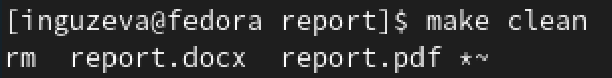 [inguzeva@fedora report]$ make clean
rm  report.docx  report.pdf *~